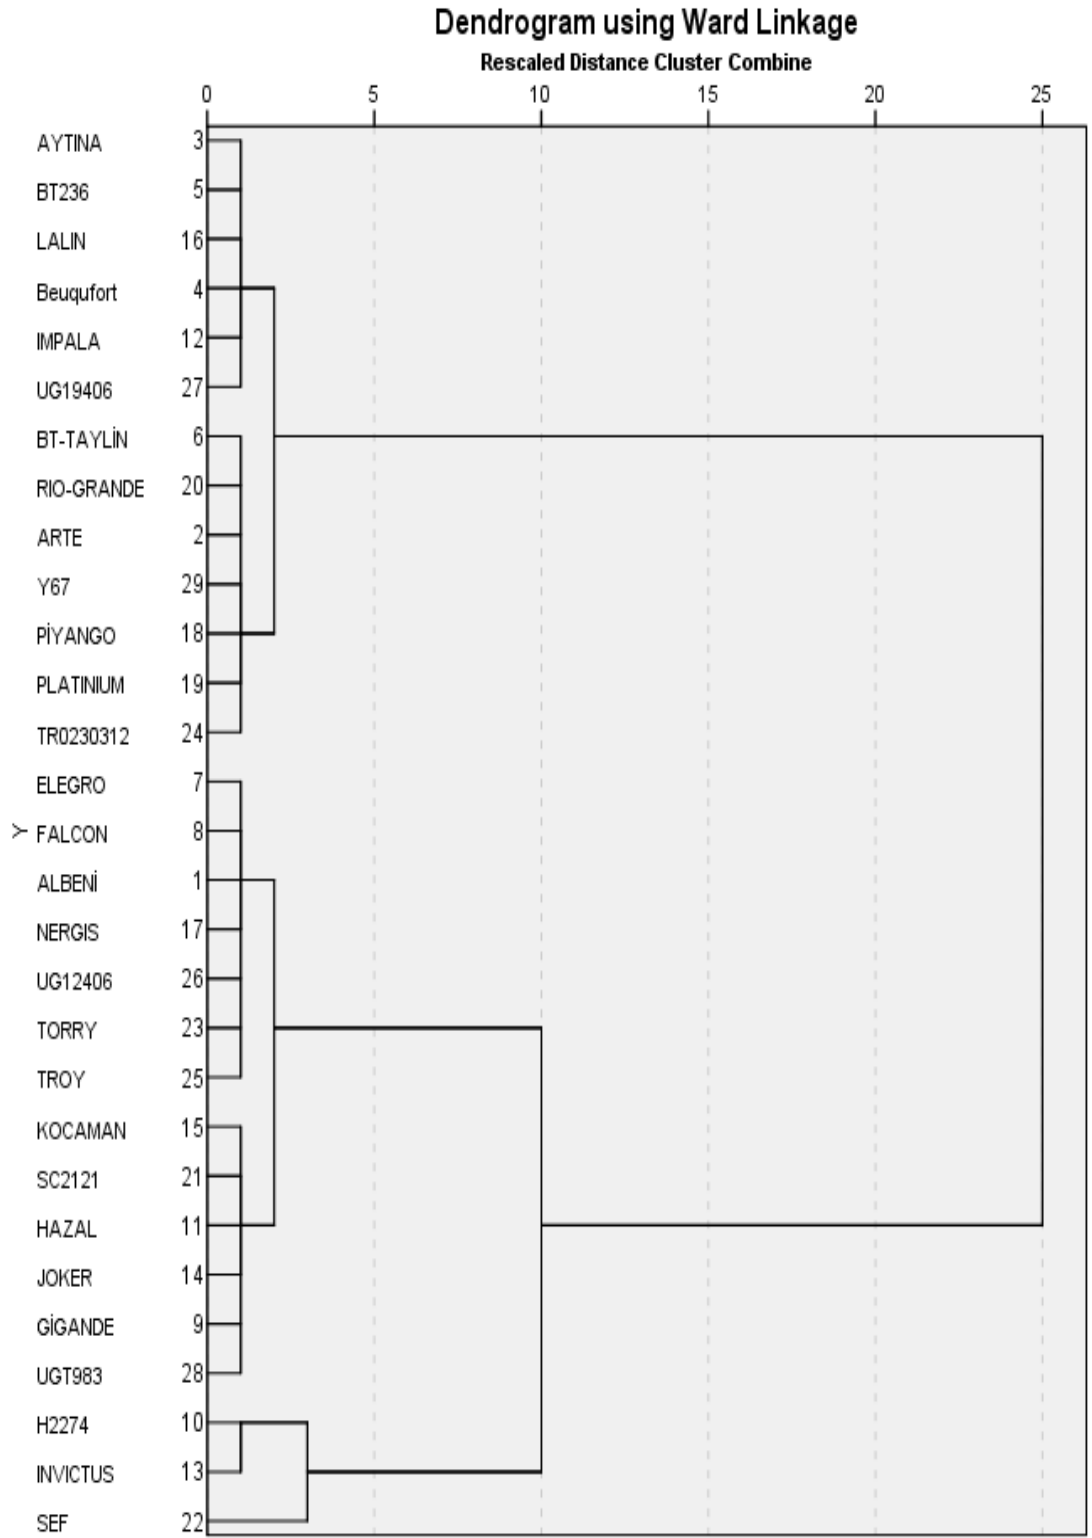 Dendrogram using Ward Linkage
Rescaled Distance Cluster Combine
0 5 10 15 20 25
AYTINA 3
BT236 5
LALIN 16
Beuqufort 4
IMPALA 12
UG19406 27
BT-TAYLİN 6
RIO-GRANDE 20
ARTE 2
Y67 29
PİYANGO 18
PLATINIUM 19
TR0230312 24
ELEGRO 7
Y FALCON 8
ALBENİ 1
NERGIS 17
UG12406 26
TORRY 23
TROY 25
KOCAMAN 15
SC2121 21
HAZAL 11
JOKER 14
GİGANDE 9
UGT983 28
H2274 10
INVICTUS 13
SEF 22